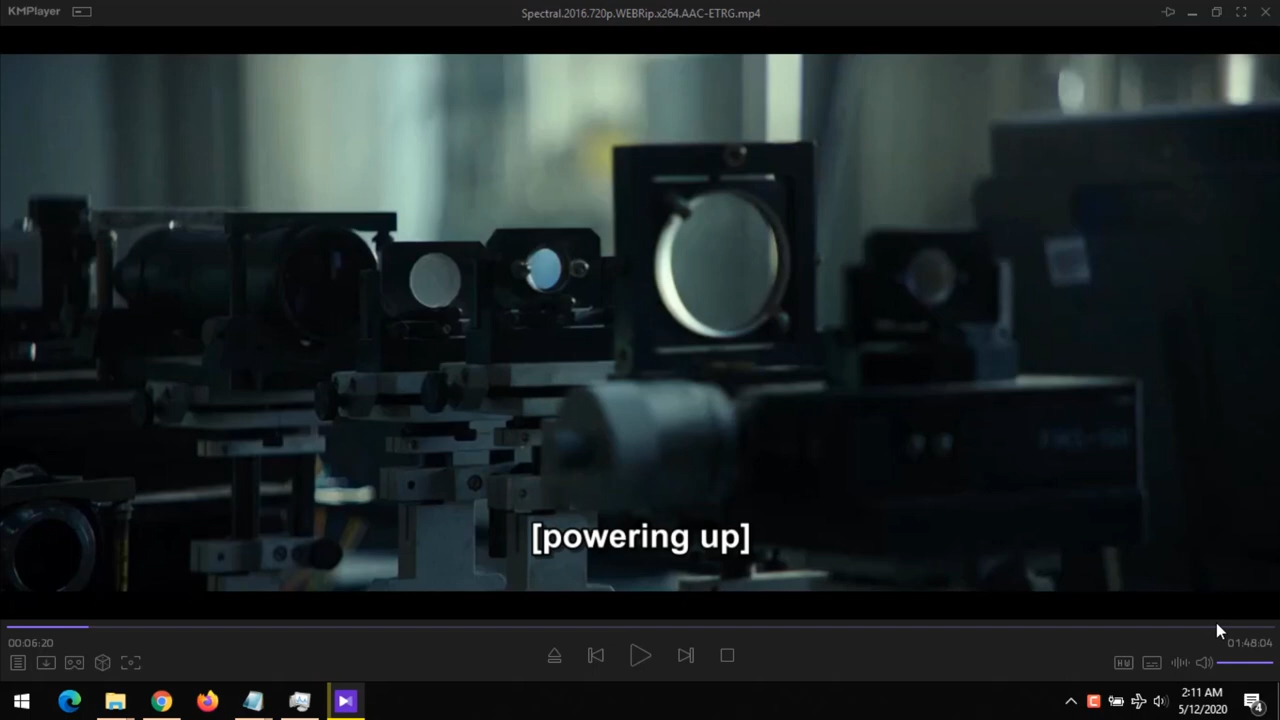 KMPlayer
Spectral.2016.720p.WEBRip.x264.AAC-ETRG.mp4
[powering up]
00:06:20
01:48:04
H/W
2:11 AM
5/12/2020
4